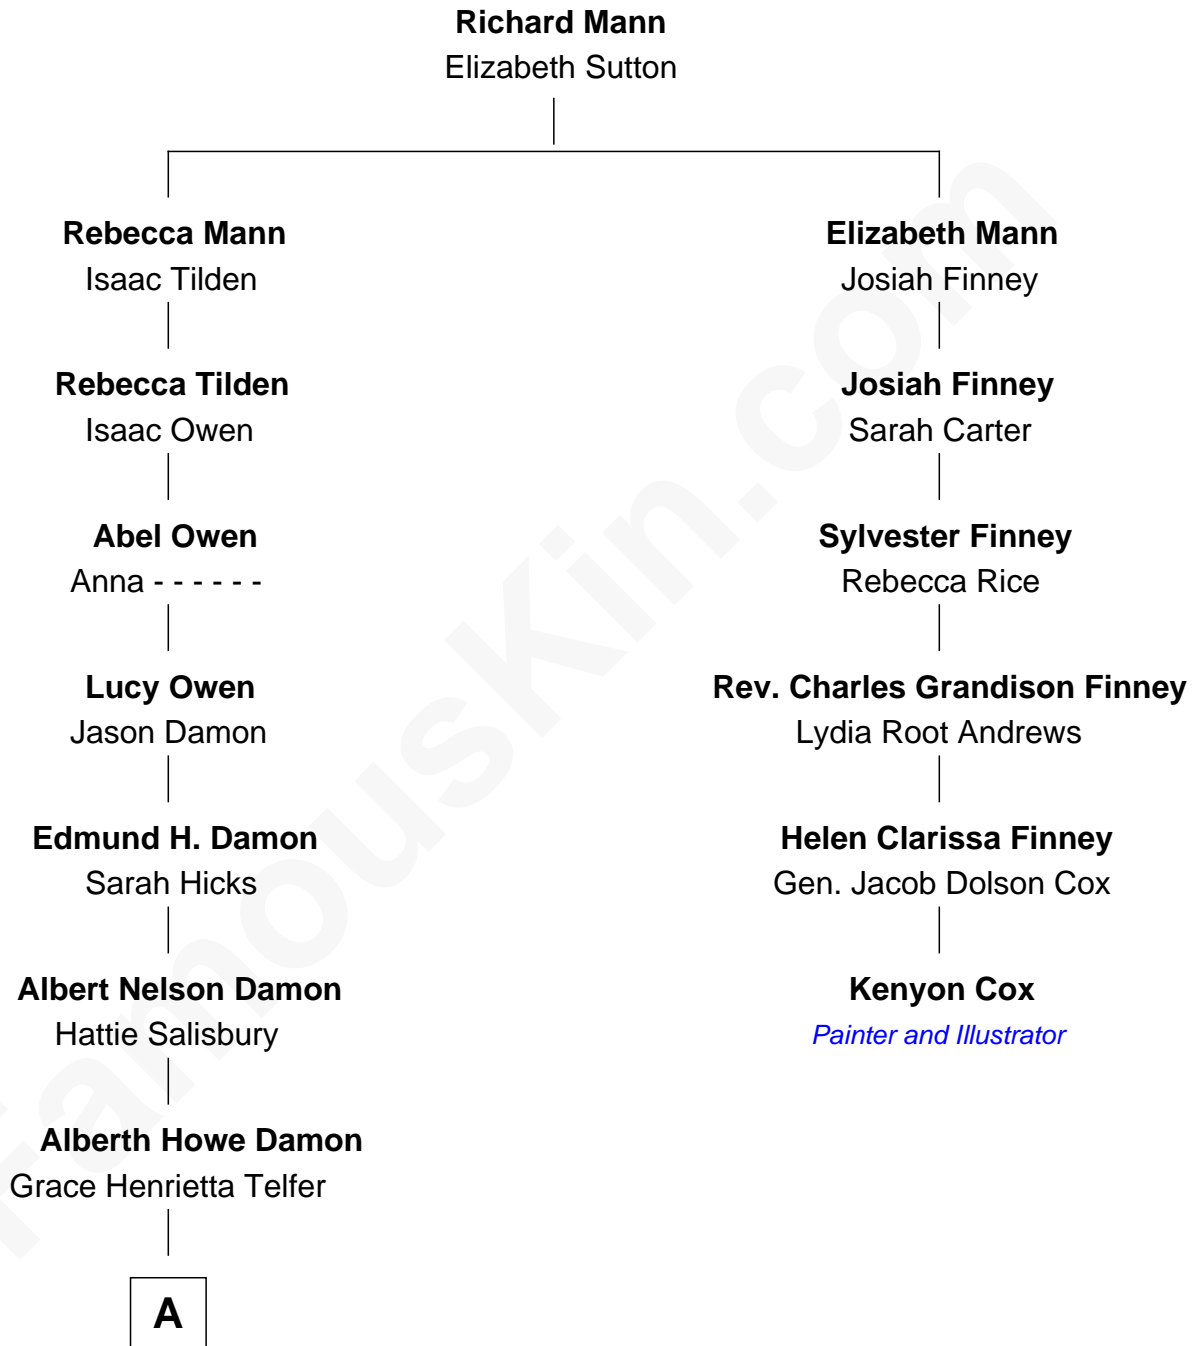 Richard Mann
Elizabeth Sutton
Rebecca Mann
Isaac Tilden
Rebecca Tilden
Isaac Owen
Abel Owen
Anna - - - - - -
Lucy Owen
Jason Damon
Edmund H. Damon
Sarah Hicks
Albert Nelson Damon
Hattie Salisbury
Alberth Howe Damon
Grace Henrietta Telfer
A
Elizabeth Mann
Josiah Finney
Josiah Finney
Sarah Carter
Sylvester Finney
Rebecca Rice
Rev. Charles Grandison Finney
Lydia Root Andrews
Helen Clarissa Finney
Gen. Jacob Dolson Cox
Kenyon Cox
Painter and Illustrator
FamousKin.com